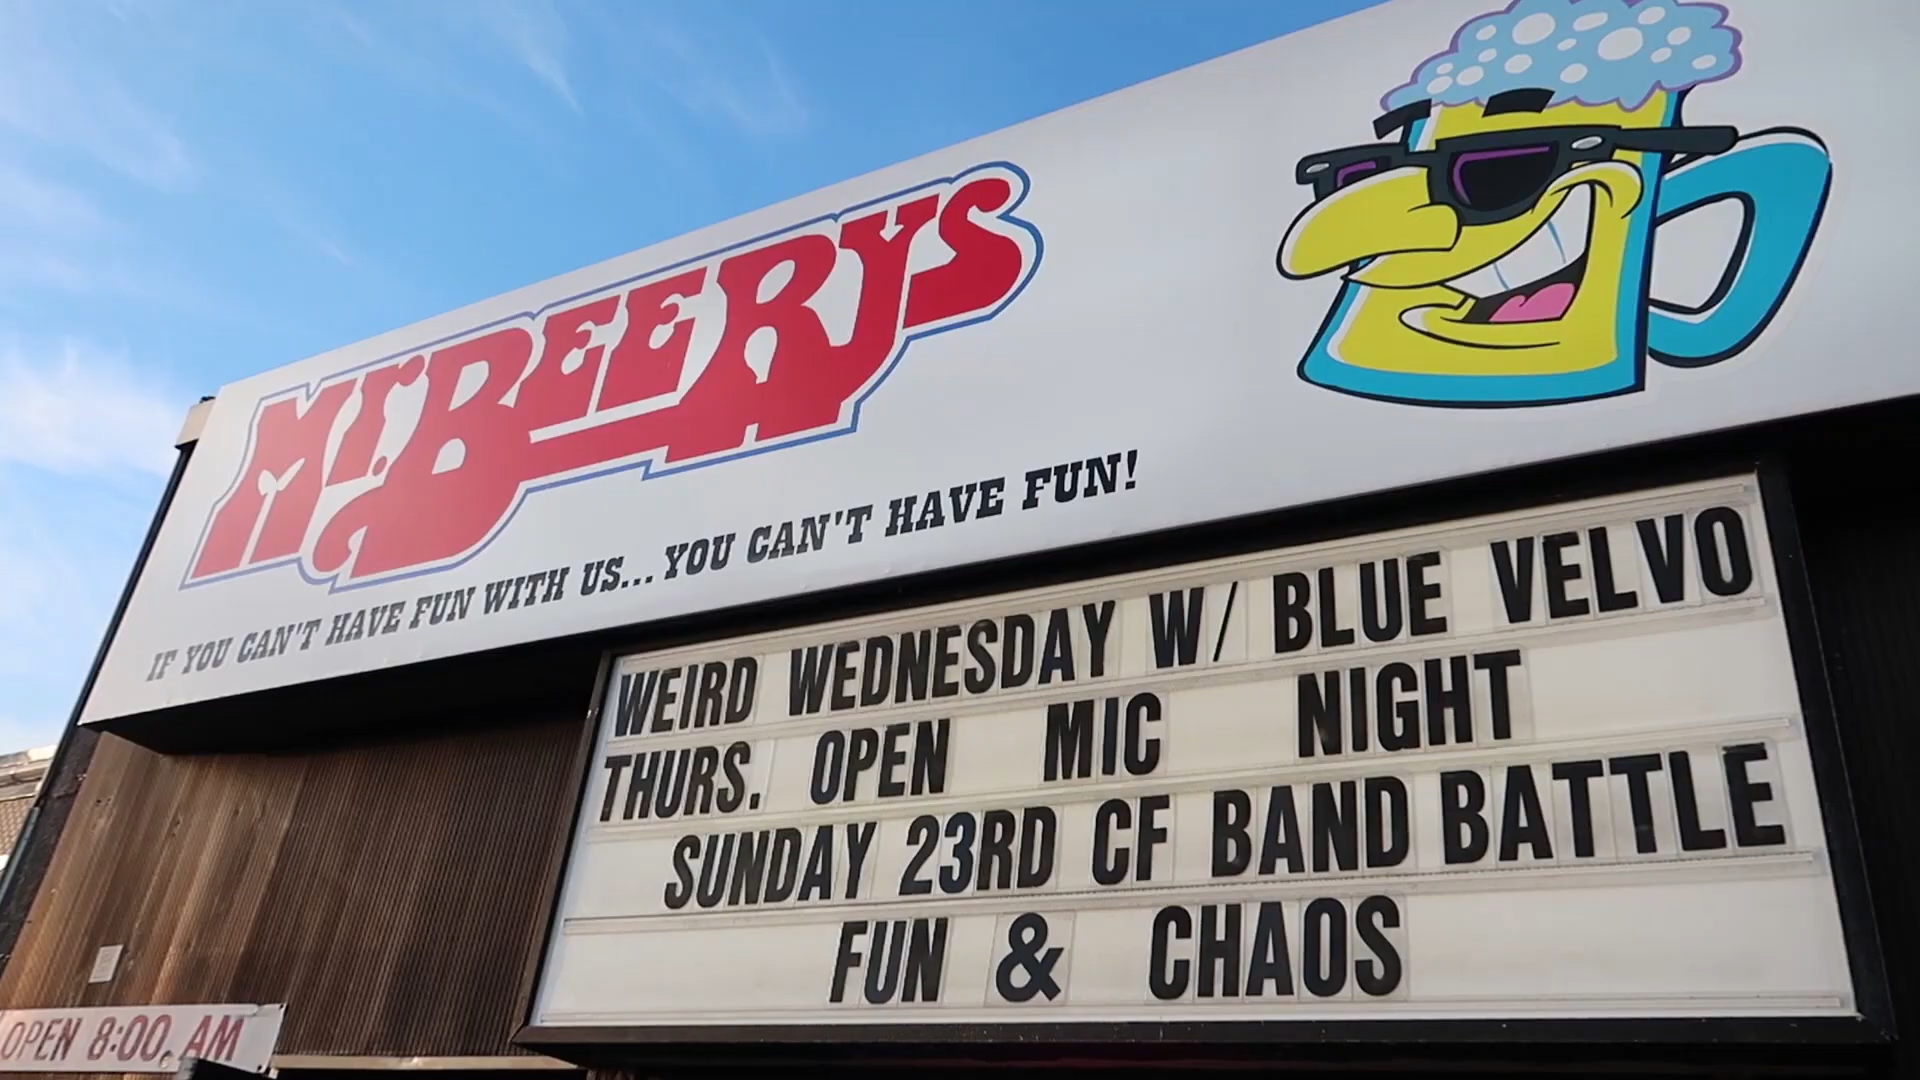 Mr. BEERYS
IF YOU CAN'T HAVE FUN WITH US... YOU CAN'T HAVE FUN!
WEIRD WEDNESDAY W/ BLUE VELVO
THURS. OPEN MIC NIGHT
SUNDAY 23RD CF BAND BATTLE
FUN & CHAOS
OPEN 8:00 AM